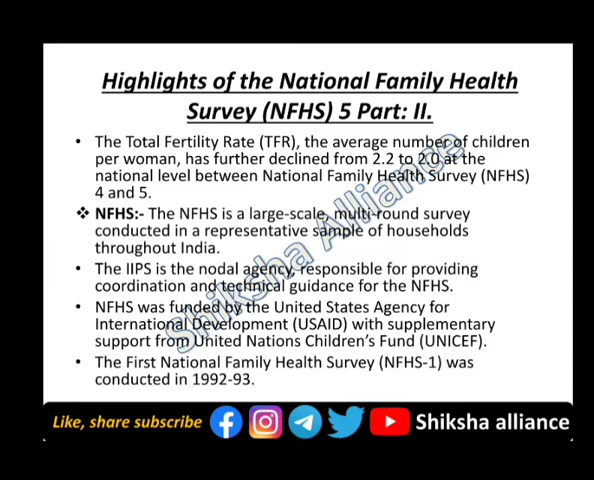 Highlights of the National Family Health
Survey (NFHS) 5 Part: II.
• The Total Fertility Rate (TFR), the average number of children
per woman, has further declined from 2.2 to 2.0 at the
national level between National Family Health Survey (NFHS)
4 and 5.
❖ NFHS:- The NFHS is a large-scale, multi-round survey
conducted in a representative sample of households
throughout India.
• The IIPS is the nodal agency, responsible for providing
coordination and technical guidance for the NFHS.
• NFHS was funded by the United States Agency for
International Development (USAID) with supplementary
support from United Nations Children's Fund (UNICEF).
• The First National Family Health Survey (NFHS-1) was
conducted in 1992-93.
Shiksha Alliance
Like, share subscribe Shiksha alliance